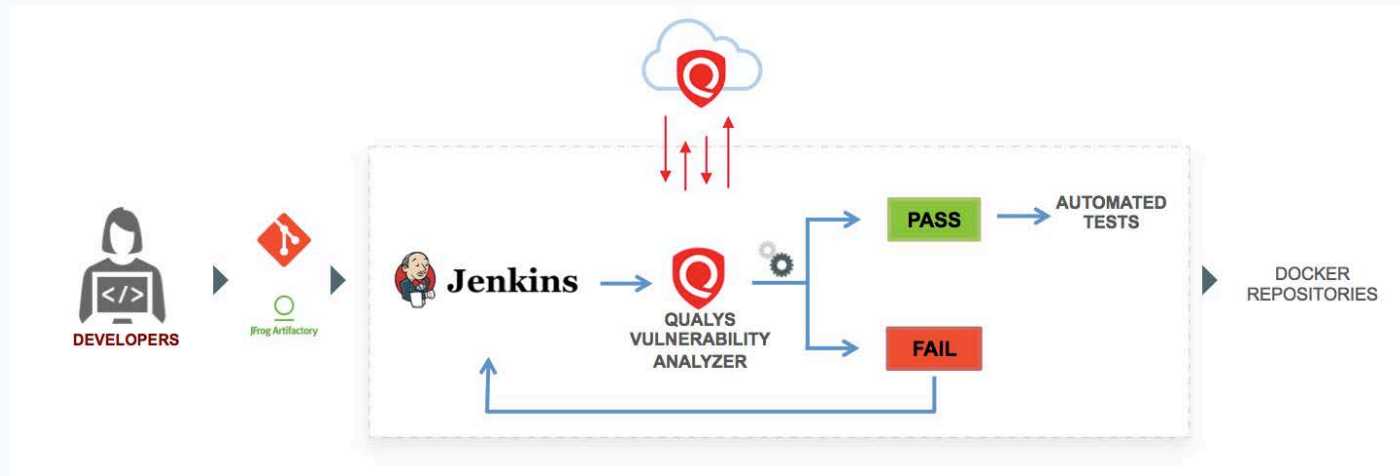 DEVELOPERS
</>
JFrog Artifactory
Jenkins
QUALYS
VULNERABILITY
ANALYZER
PASS
FAIL
AUTOMATED
TESTS
DOCKER
REPOSITORIES